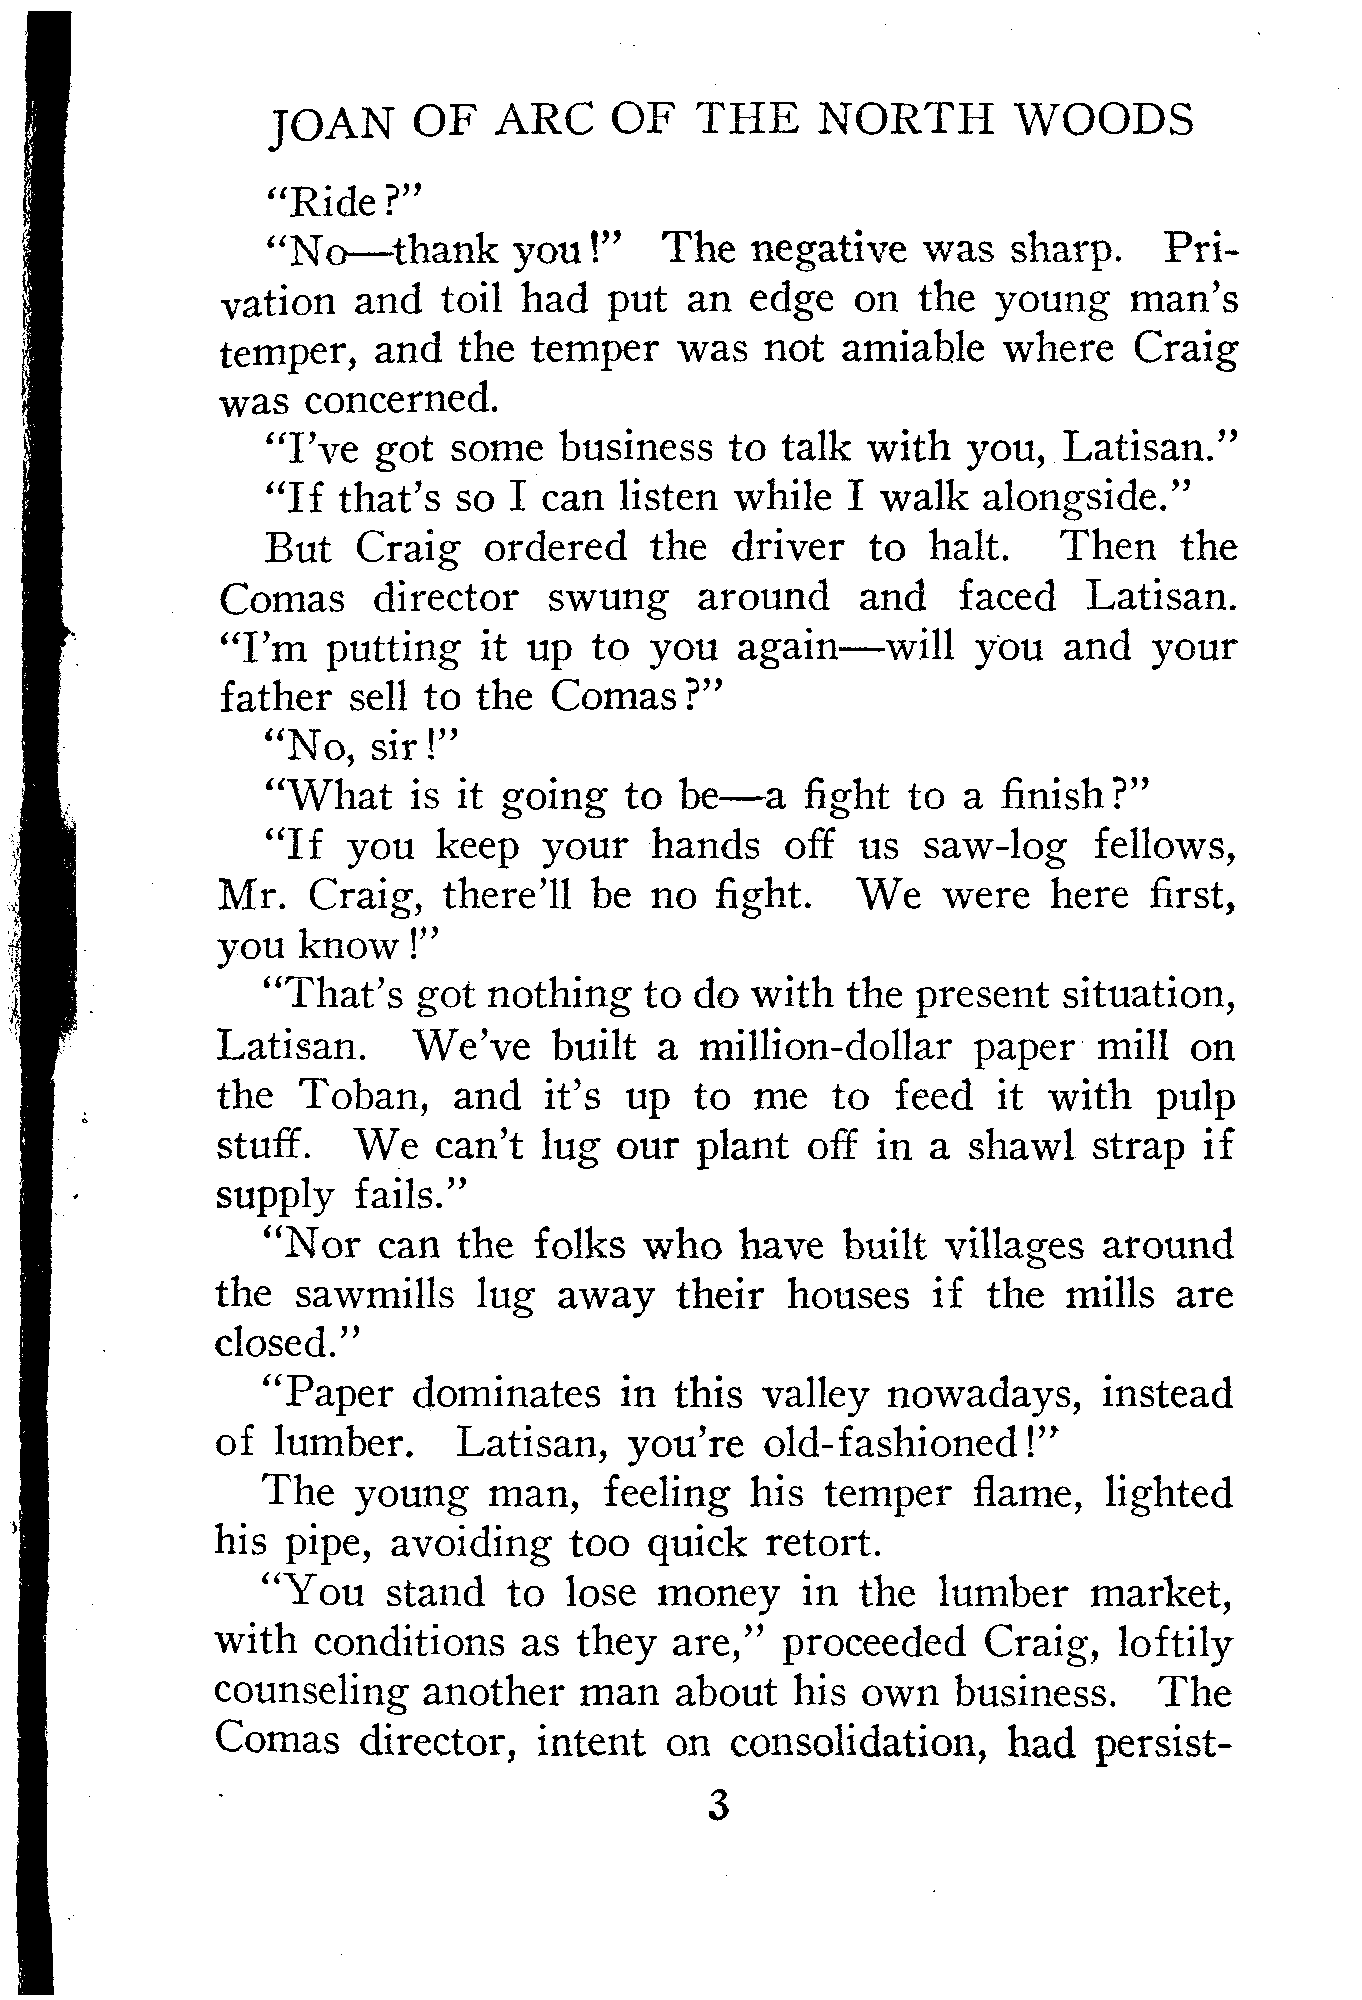 JOAN OF ARC OF THE NORTH WOODS
“Ride?”
“No—thank you!” The negative was sharp. Pri-
vation and toil had put an edge on the young man’s
temper, and the temper was not amiable where Craig
was concerned.
“I’ve got some business to talk with you, Latisan.”
“If that’s so I can listen while I walk alongside.”
But Craig ordered the driver to halt. Then the
Comas director swung around and faced Latisan.
“I’m putting it up to you again—will you and your
father sell to the Comas?”
“No, sir!”
“What is it going to be—a fight to a finish?”
“If you keep your hands off us saw-log fellows,
Mr. Craig, there’ll be no fight. We were here first,
you know!”
“That’s got nothing to do with the present situation,
Latisan. We’ve built a million-dollar paper mill on
the Toban, and it’s up to me to feed it with pulp
stuff. We can’t lug our plant off in a shawl strap if
supply fails.”
“Nor can the folks who have built villages around
the sawmills lug away their houses if the mills are
closed.”
“Paper dominates in this valley nowadays, instead
of lumber. Latisan, you’re old-fashioned!”
The young man, feeling his temper flame, lighted
his pipe, avoiding too quick retort.
“You stand to lose money in the lumber market,
with conditions as they are,” proceeded Craig, loftily
counseling another man about his own business. The
Comas director, intent on consolidation, had persist-
3